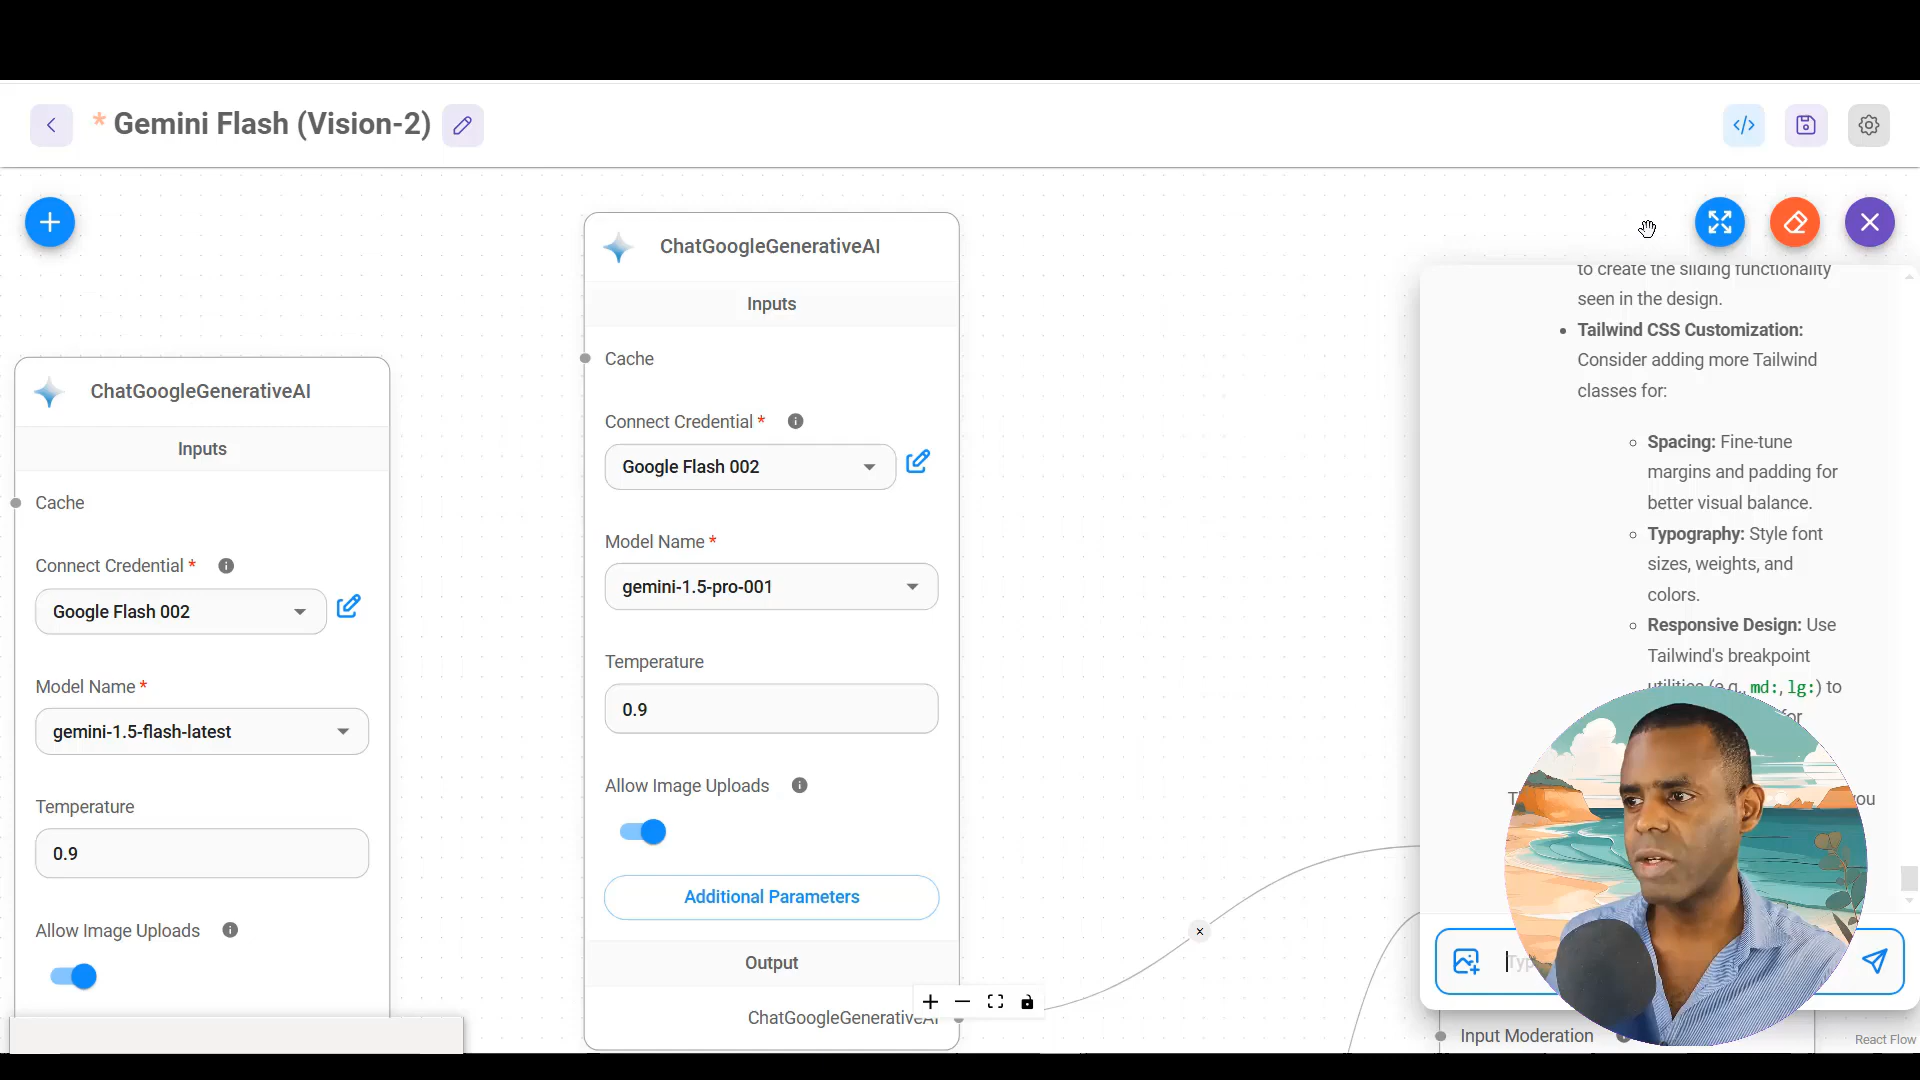 * Gemini Flash (Vision-2)
ChatGoogleGenerativeAI
Inputs
Cache
Connect Credential *
Google Flash 002
Model Name *
gemini-1.5-flash-latest
Temperature
0.9
Allow Image Uploads
ChatGoogleGenerativeAI
Inputs
Cache
Connect Credential *
Google Flash 002
Model Name *
gemini-1.5-pro-001
Temperature
0.9
Allow Image Uploads
Additional Parameters
Output
ChatGoogleGenerativeAI
to create the sliding functionality
seen in the design.
• Tailwind CSS Customization:
Consider adding more Tailwind
classes for:
Spacing: Fine-tune
margins and padding for
better visual balance.
Typography: Style font
sizes, weights, and
colors.
Responsive Design: Use
Tailwind's breakpoint
utilities (e.g., md:, lg:) to
for
you
Input Moderation
React Flow